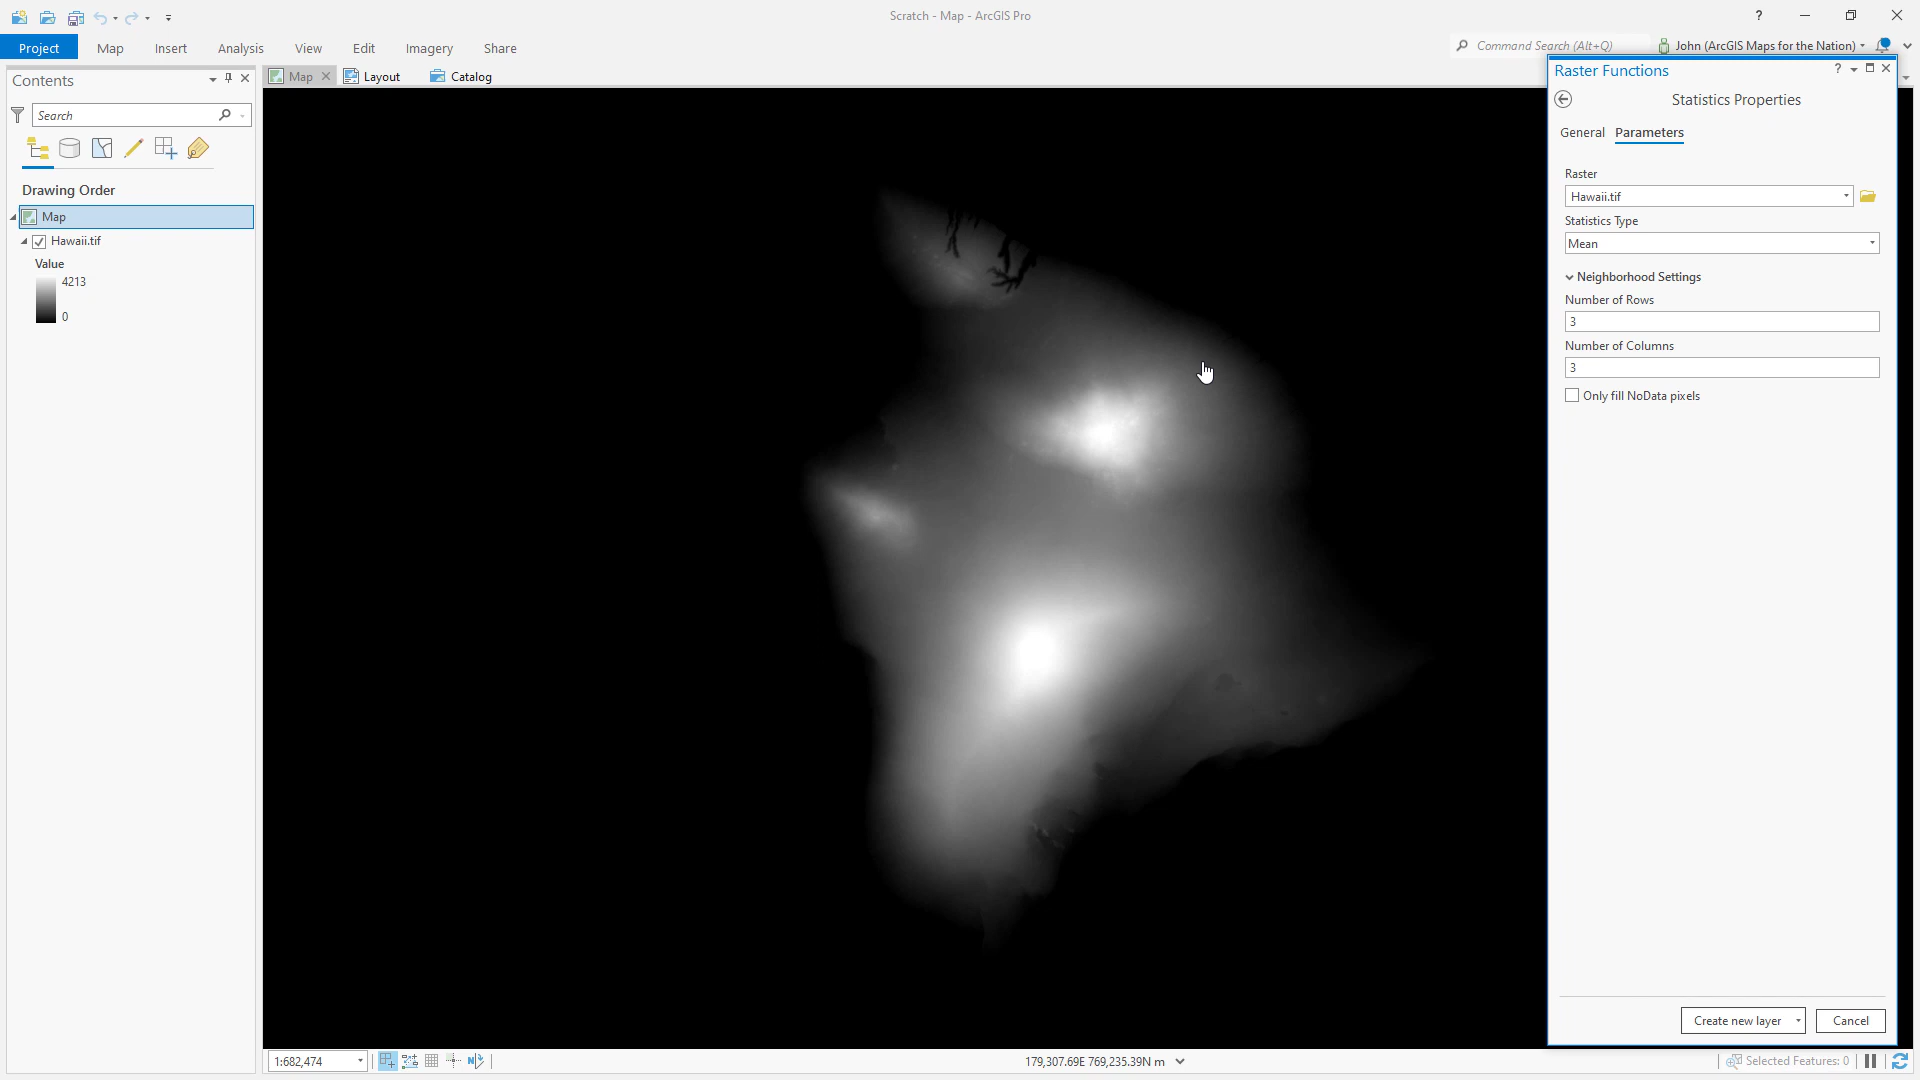 Scratch - Map - ArcGIS Pro
?
Project
Map
Insert
Analysis
View
Edit
Imagery
Share
Command Search (Alt+Q)
John (ArcGIS Maps for the Nation)
Contents
Map
Layout
Catalog
Search
Drawing Order
Map
Hawaii.tif
Value
4213
0
Raster Functions
?
Statistics Properties
General
Parameters
Raster
Hawaii.tif
Statistics Type
Mean
Neighborhood Settings
Number of Rows
3
Number of Columns
3
Only fill NoData pixels
Create new layer
Cancel
1:682,474
179,307.69E 769,235.39N m
Selected Features: 0